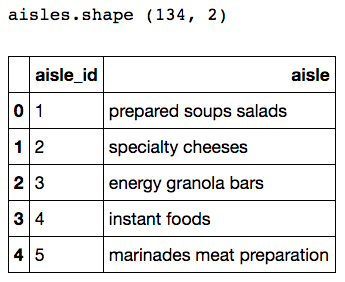 aisles.shape (134, 2)
aisle_id aisle
0 1 prepared soups salads
1 2 specialty cheeses
2 3 energy granola bars
3 4 instant foods
4 5 marinades meat preparation